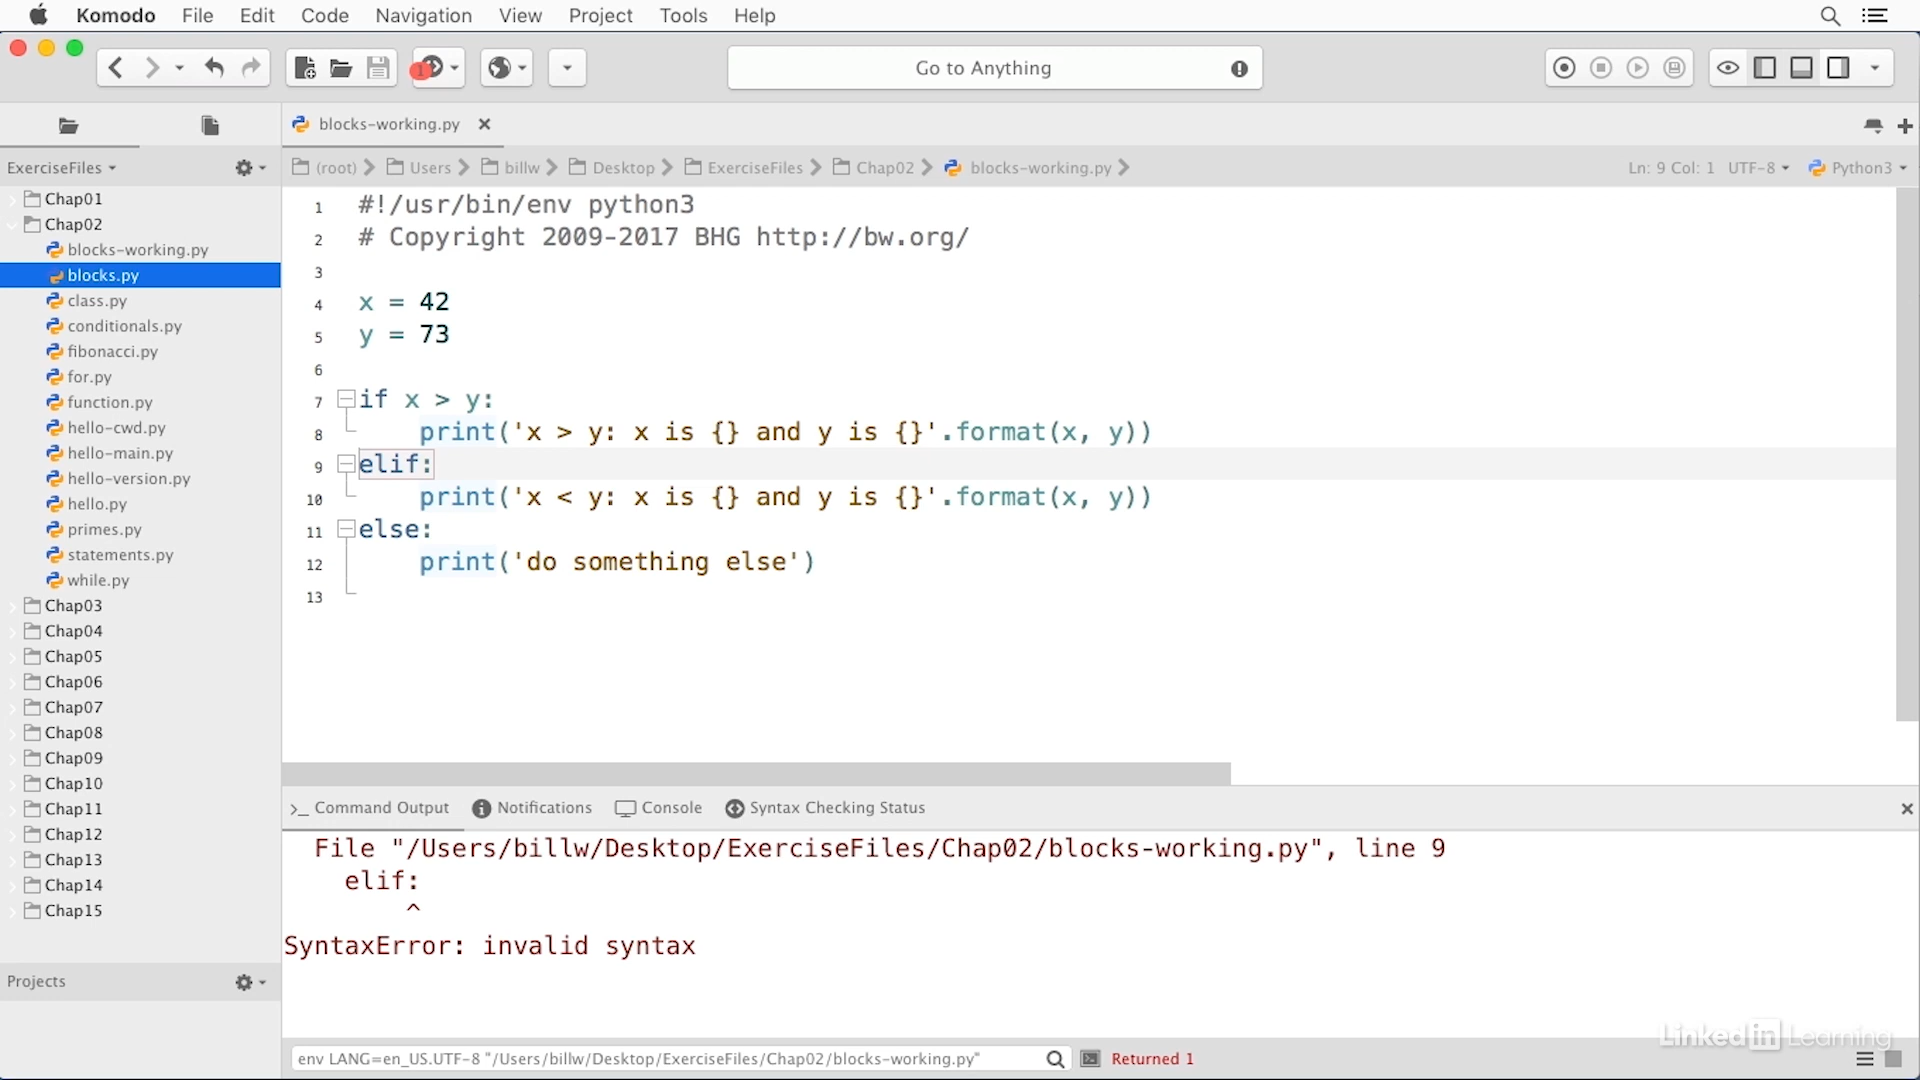 Komodo File Edit Code Navigation View Project Tools Help
1 Go to Anything
blocks-working.py
ExerciseFiles (root) Users billw Desktop ExerciseFiles Chap02 blocks-working.py Ln: 9 Col: 1 UTF-8 Python3
Chap01
Chap02
blocks-working.py
blocks.py
class.py
conditionals.py
fibonacci.py
for.py
function.py
hello-cwd.py
hello-main.py
hello-version.py
hello.py
primes.py
statements.py
while.py
Chap03
Chap04
Chap05
Chap06
Chap07
Chap08
Chap09
Chap10
Chap11
Chap12
Chap13
Chap14
Chap15
Projects
1 #!/usr/bin/env python3
2 # Copyright 2009-2017 BHG http://bw.org/
3
4 x = 42
5 y = 73
6
7 if x > y:
8     print('x > y: x is {} and y is {}'.format(x, y))
9 elif:
10     print('x < y: x is {} and y is {}'.format(x, y))
11 else:
12     print('do something else')
13
Command Output Notifications Console Syntax Checking Status
File "/Users/billw/Desktop/ExerciseFiles/Chap02/blocks-working.py", line 9
elif:
^
SyntaxError: invalid syntax
Linked in Learning
env LANG=en_US.UTF-8 "/Users/billw/Desktop/ExerciseFiles/Chap02/blocks-working.py" Returned 1